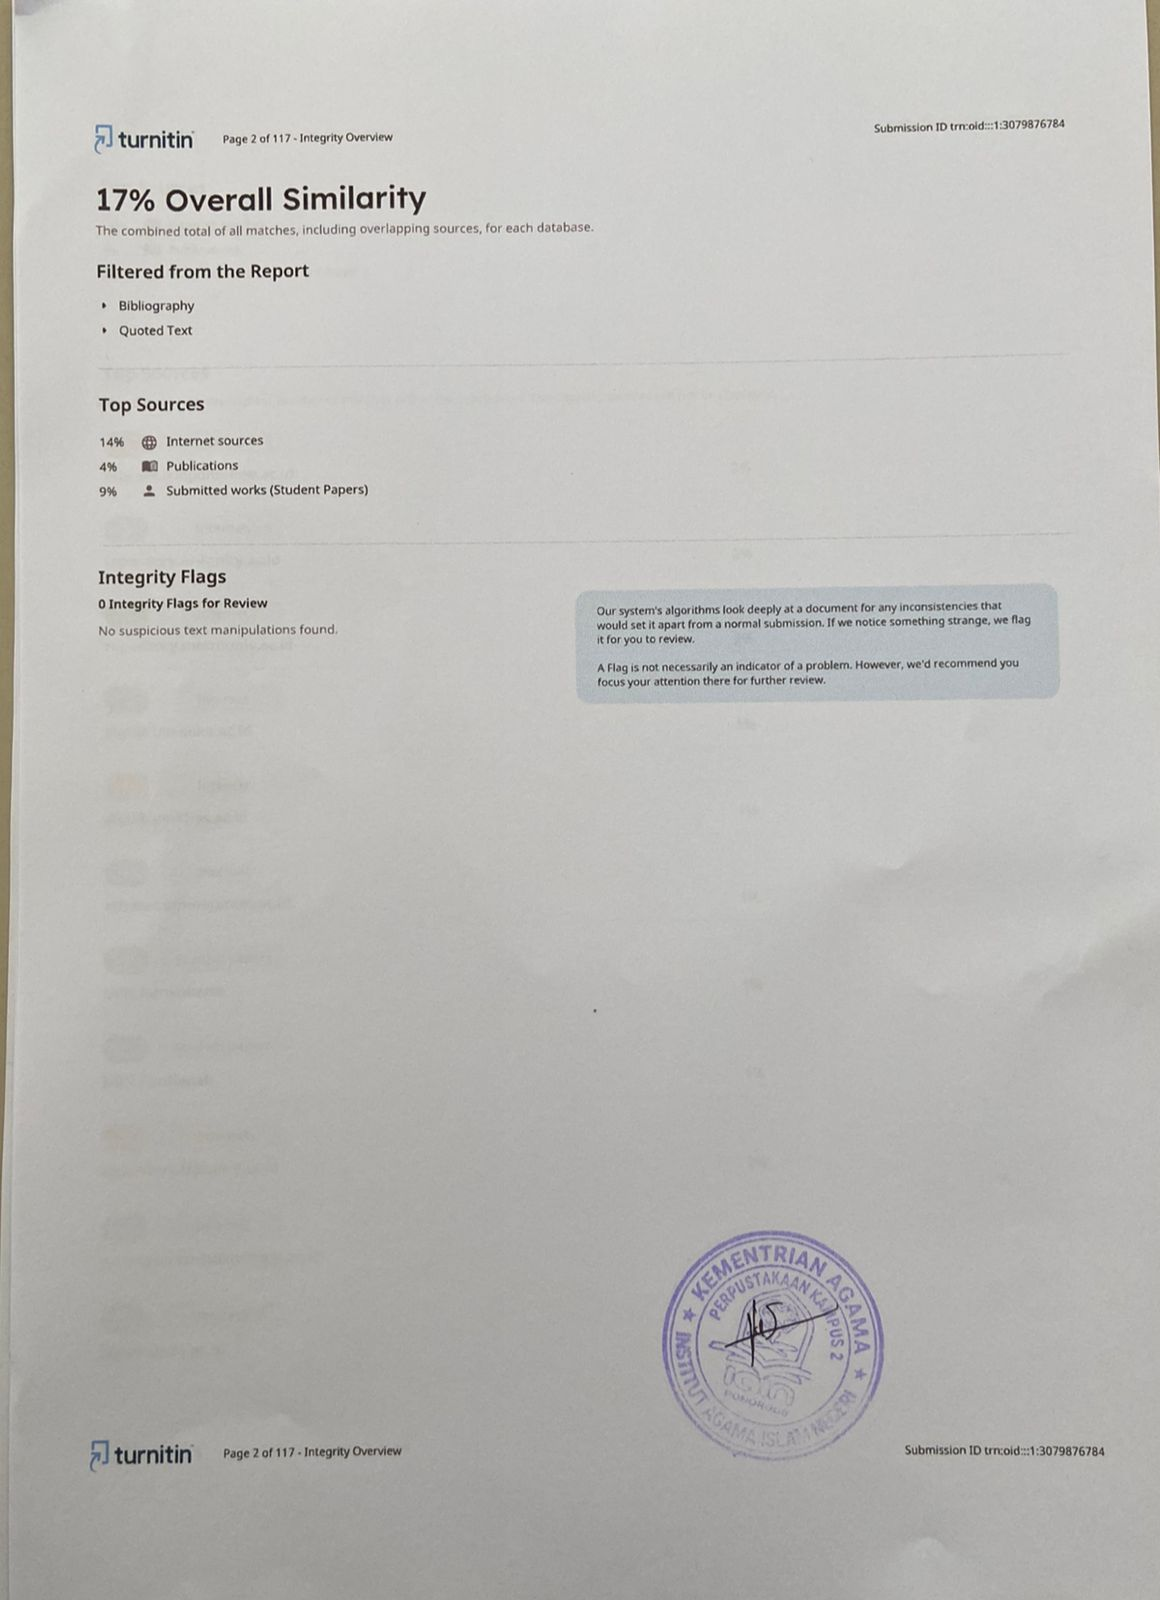 turnitin Page 2 of 117 - Integrity Overview Submission ID trn:oid:::1:3079876784
17% Overall Similarity
The combined total of all matches, including overlapping sources, for each database.
Filtered from the Report
Bibliography
Quoted Text
Top Sources
14% Internet sources
4% Publications
9% Submitted works (Student Papers)
Integrity Flags
0 Integrity Flags for Review
No suspicious text manipulations found.
Our system's algorithms look deeply at a document for any inconsistencies that
would set it apart from a normal submission. If we notice something strange, we flag
it for you to review.
A Flag is not necessarily an indicator of a problem. However, we'd recommend you
focus your attention there for further review.
KEMENTRIAN AGAMA
PERPUSTAKAAN KAMPUS 2
iain
PONOROGO
INSTITUT AGAMA ISLAM NEGERI
turnitin Page 2 of 117 - Integrity Overview Submission ID trn:oid:::1:3079876784